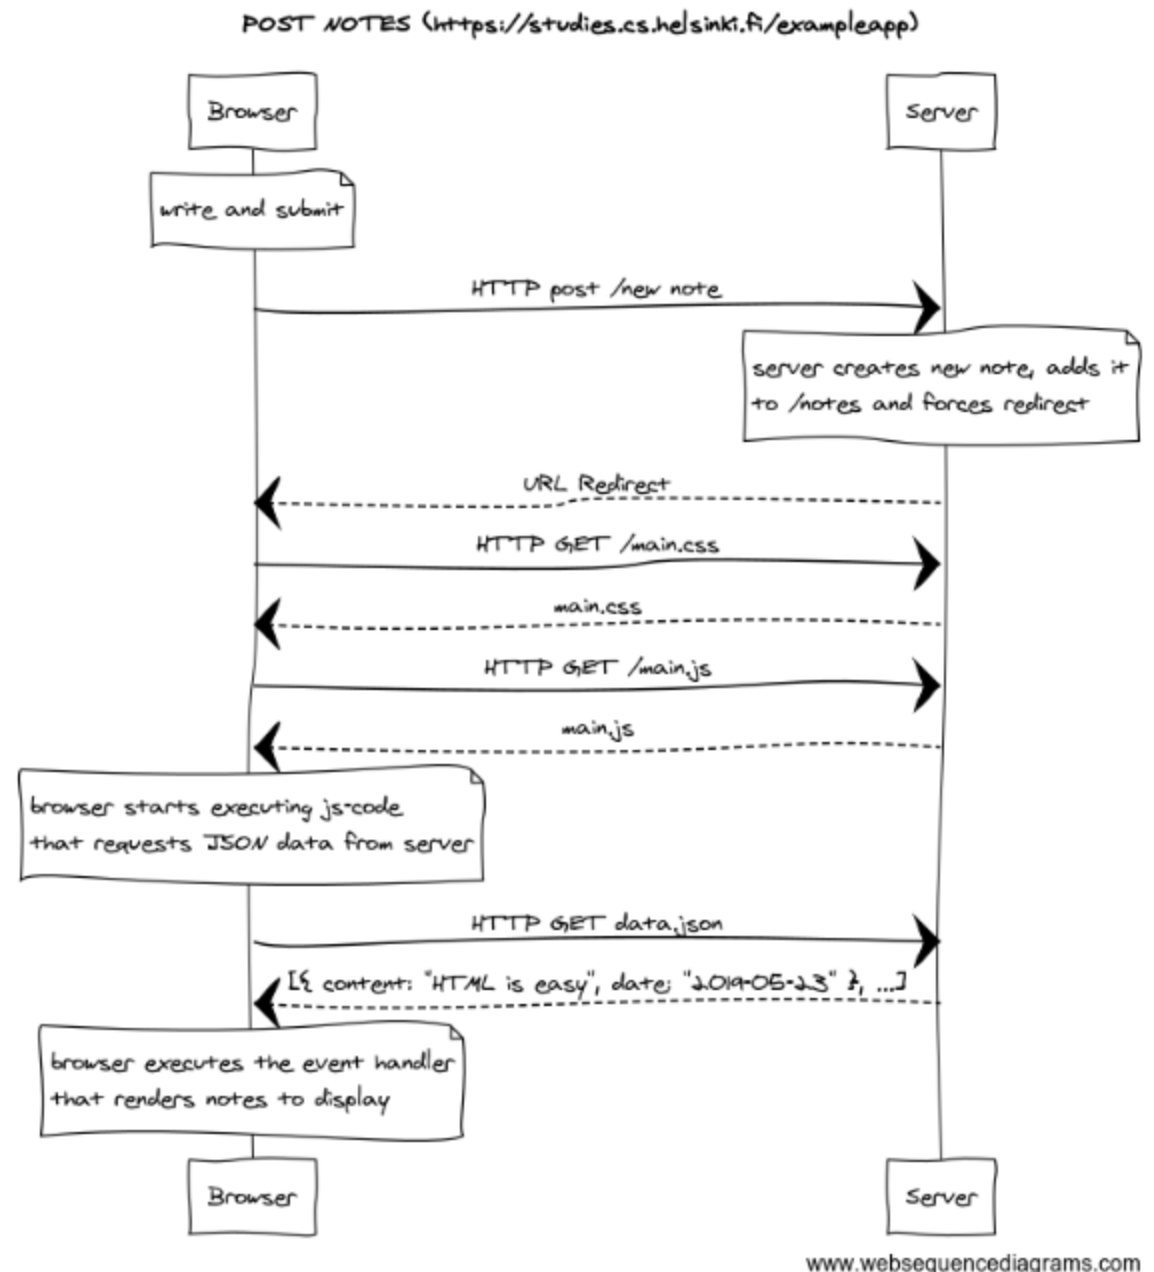 POST NOTES (https://studies.cs.helsinki.fi/exampleapp)
Browser
Server
write and submit
HTTP post /new note
server creates new note, adds it
to /notes and forces redirect
URL Redirect
HTTP GET /main.css
main.css
HTTP GET /main.js
main.js
browser starts executing js-code
that requests JSON data from server
HTTP GET data.json
[{ content: "HTML is easy", date: "2019-05-23" }, ...]
browser executes the event handler
that renders notes to display
Browser
Server
www.websequencediagrams.com